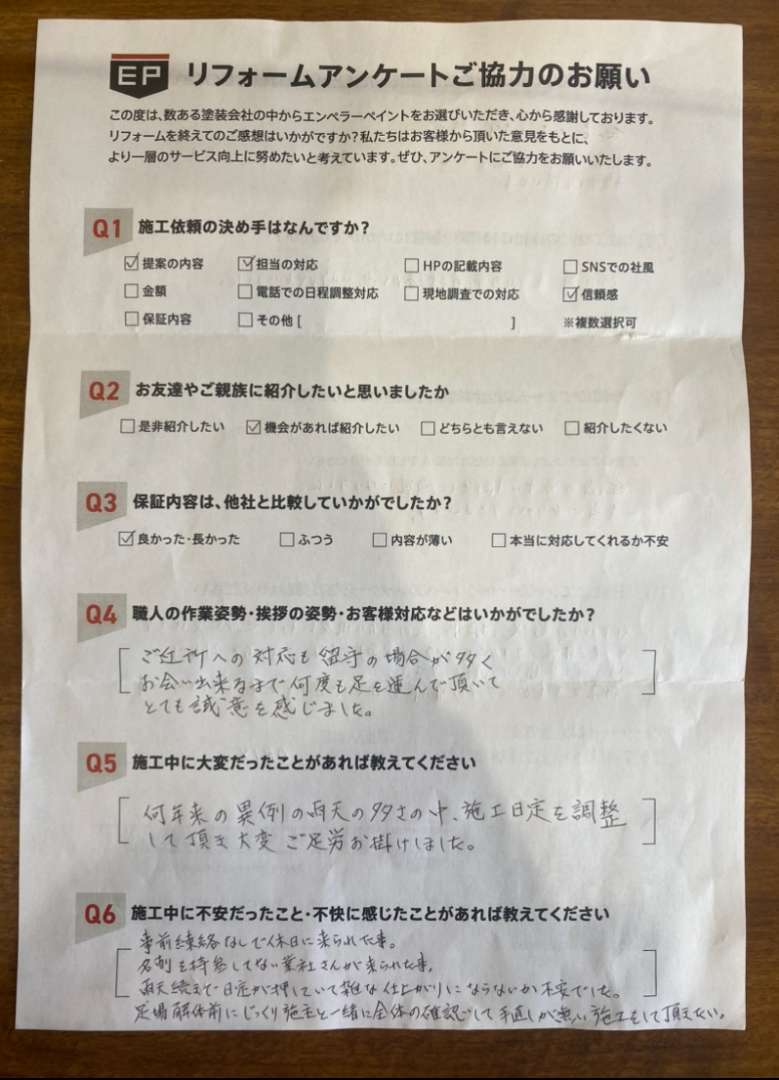 EP リフォームアンケートご協力のお願い
この度は、数ある塗装会社の中からエンペラーペイントをお選びいただき、心から感謝しております。
リフォームを終えてのご感想はいかがですか?私たちはお客様から頂いた意見をもとに、
より一層のサービス向上に努めたいと考えています。ぜひ、アンケートにご協力をお願いいたします。
Q1 施工依頼の決め手はなんですか?
☑提案の内容 ☑担当の対応 □HPの記載内容 □SNSでの社風
□金額 □電話での日程調整対応 □現地調査での対応 ☑信頼感
□保証内容 □その他 [ ] ※複数選択可
Q2 お友達やご親族に紹介したいと思いましたか
□是非紹介したい ☑機会があれば紹介したい □どちらとも言えない □紹介したくない
Q3 保証内容は、他社と比較していかがでしたか?
☑良かった・長かった □ふつう □内容が薄い □本当に対応してくれるか不安
Q4 職人の作業姿勢・挨拶の姿勢・お客様対応などはいかがでしたか?
ご近所への対応も留守の場合が多く
お会い出来るまで何度も足を運んで頂いて
とても誠意を感じました。
Q5 施工中に大変だったことがあれば教えてください
何年来の異例の雨天の多さの中、施工日定を調整
して頂き大変ご足労お掛けしました。
Q6 施工中に不安だったこと・不快に感じたことがあれば教えてください
事前連絡なしで休日に来られた事。
名刺を持参してない業社さんが来られた事。
雨天続きで日定が押していて雑な仕上がりにならないか不安でした。
足場解体前にじっくり施主と一緒に全体の確認して手直しが無い施工をして頂きたい。